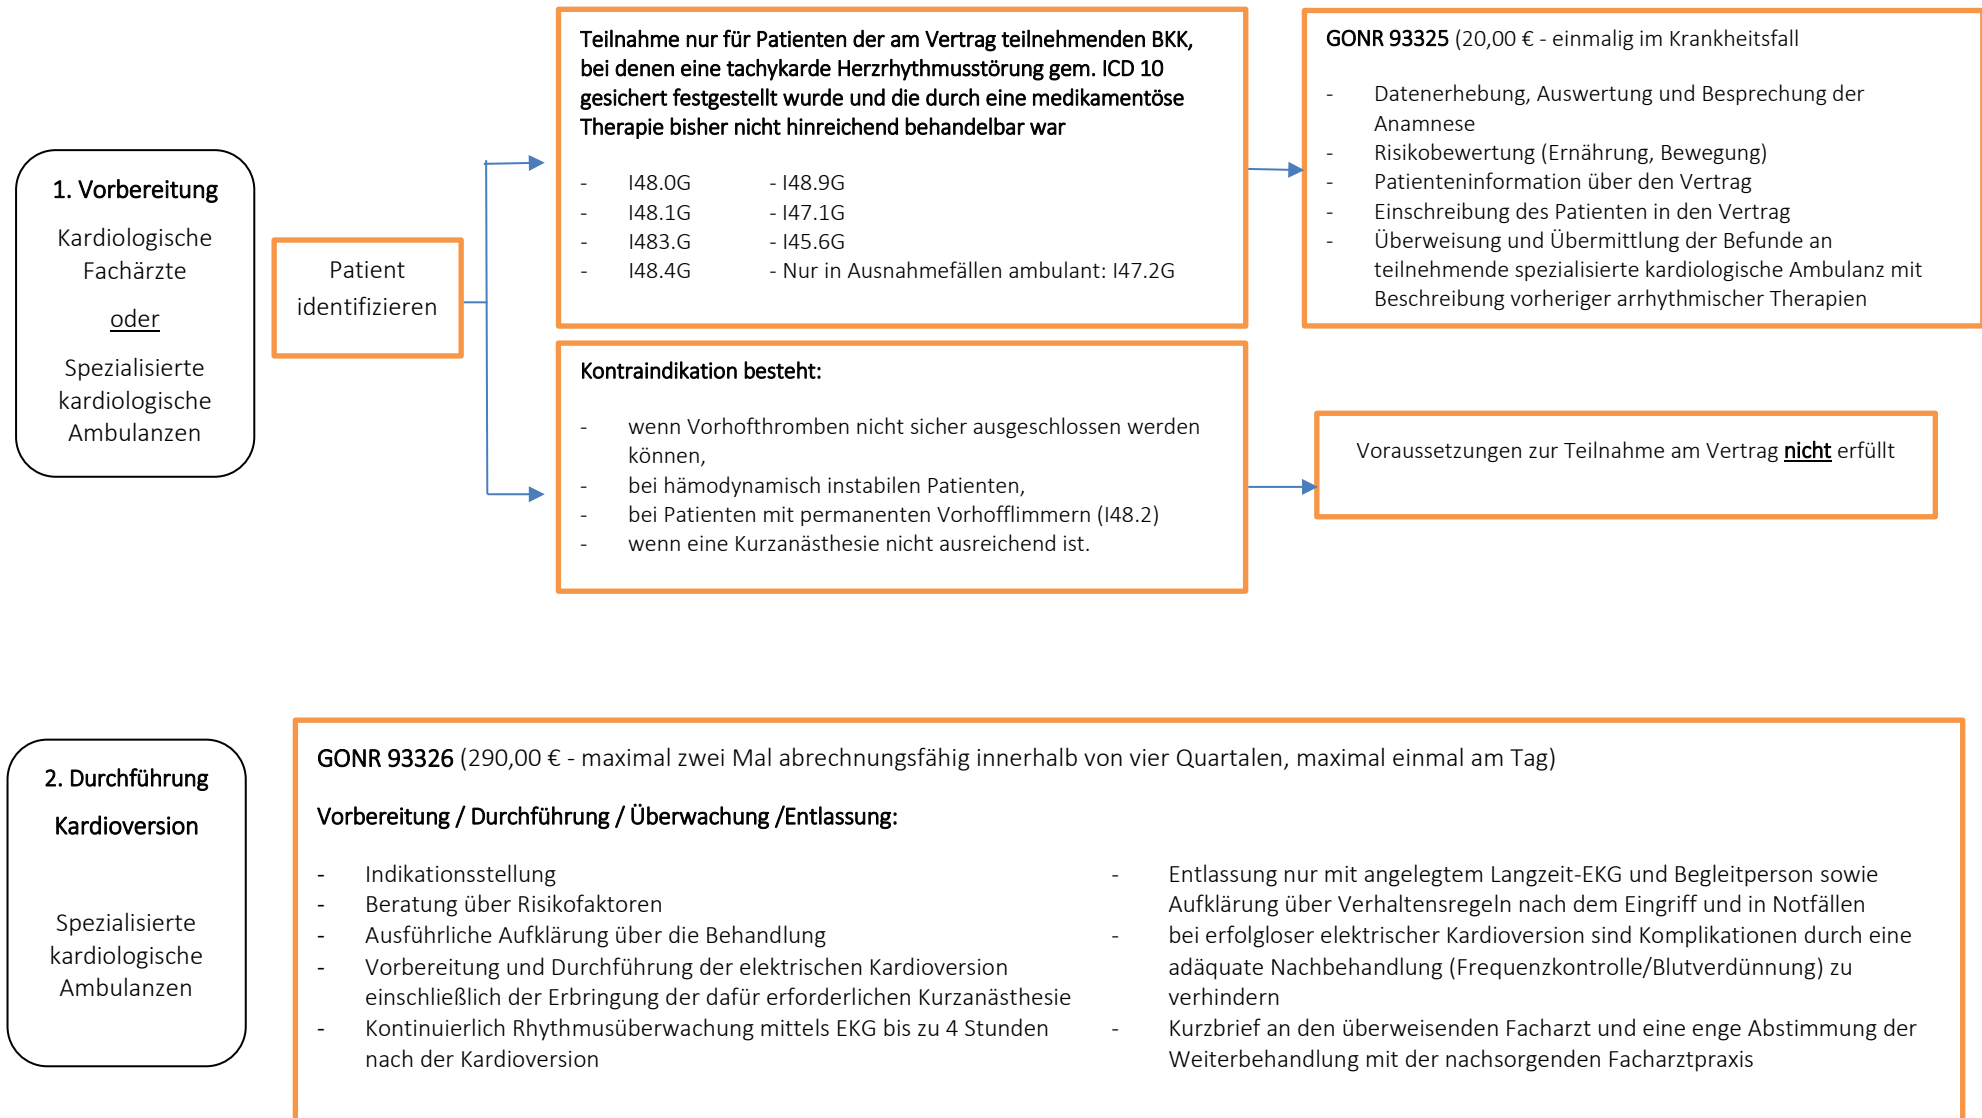 1. Vorbereitung
Kardiologische
Fachärzte
oder
Spezialisierte
kardiologische
Ambulanzen
Patient
identifizieren
Teilnahme nur für Patienten der am Vertrag teilnehmenden BKK,
bei denen eine tachykarde Herzrhythmusstörung gem. ICD 10
gesichert festgestellt wurde und die durch eine medikamentöse
Therapie bisher nicht hinreichend behandelbar war
- I48.0G - I48.9G
- I48.1G - I47.1G
- I483.G - I45.6G
- I48.4G - Nur in Ausnahmefällen ambulant: I47.2G
GONR 93325 (20,00 € - einmalig im Krankheitsfall
- Datenerhebung, Auswertung und Besprechung der
Anamnese
- Risikobewertung (Ernährung, Bewegung)
- Patienteninformation über den Vertrag
- Einschreibung des Patienten in den Vertrag
- Überweisung und Übermittlung der Befunde an
teilnehmende spezialisierte kardiologische Ambulanz mit
Beschreibung vorheriger arrhythmischer Therapien
Kontraindikation besteht:
- wenn Vorhofthromben nicht sicher ausgeschlossen werden
können,
- bei hämodynamisch instabilen Patienten,
- bei Patienten mit permanenten Vorhofflimmern (I48.2)
- wenn eine Kurzanästhesie nicht ausreichend ist.
Voraussetzungen zur Teilnahme am Vertrag nicht erfüllt
2. Durchführung
Kardioversion
Spezialisierte
kardiologische
Ambulanzen
GONR 93326 (290,00 € - maximal zwei Mal abrechnungsfähig innerhalb von vier Quartalen, maximal einmal am Tag)
Vorbereitung / Durchführung / Überwachung /Entlassung:
- Indikationsstellung
- Beratung über Risikofaktoren
- Ausführliche Aufklärung über die Behandlung
- Vorbereitung und Durchführung der elektrischen Kardioversion
einschließlich der Erbringung der dafür erforderlichen Kurzanästhesie
- Kontinuierlich Rhythmusüberwachung mittels EKG bis zu 4 Stunden
nach der Kardioversion
- Entlassung nur mit angelegtem Langzeit-EKG und Begleitperson sowie
Aufklärung über Verhaltensregeln nach dem Eingriff und in Notfällen
- bei erfolgloser elektrischer Kardioversion sind Komplikationen durch eine
adäquate Nachbehandlung (Frequenzkontrolle/Blutverdünnung) zu
verhindern
- Kurzbrief an den überweisenden Facharzt und eine enge Abstimmung der
Weiterbehandlung mit der nachsorgenden Facharztpraxis